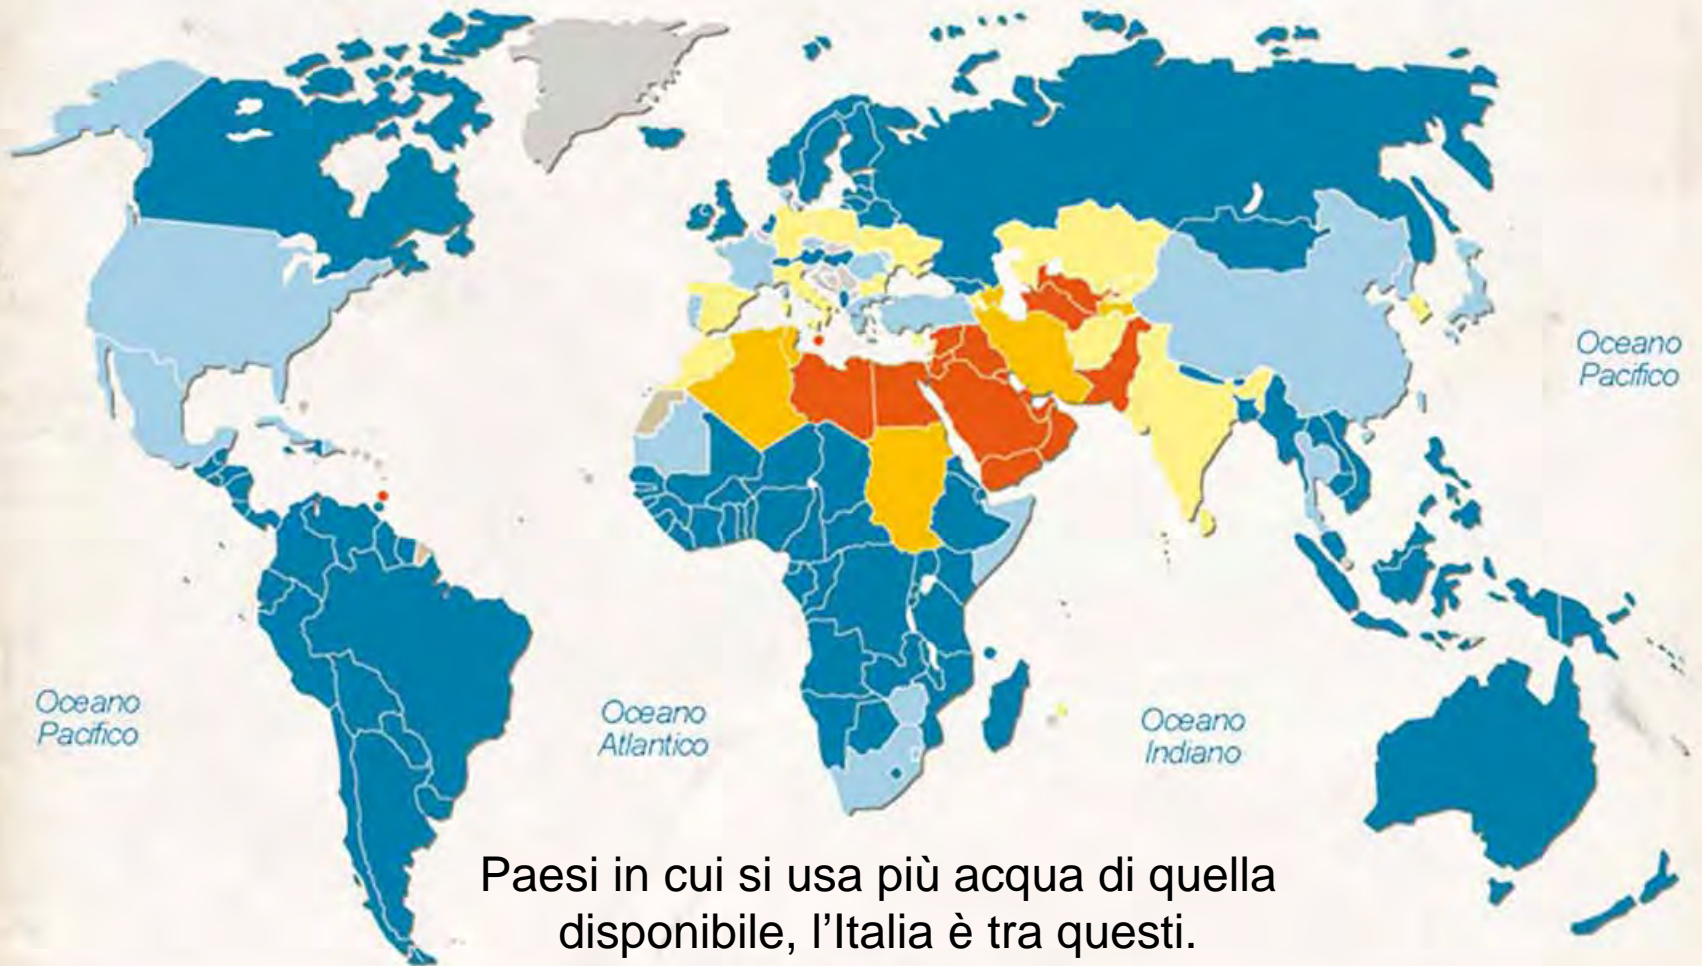 Oceano
Pacifico
Oceano
Pacifico
Oceano
Atlantico
Oceano
Indiano
Paesi in cui si usa più acqua di quella
disponibile, l'Italia è tra questi.